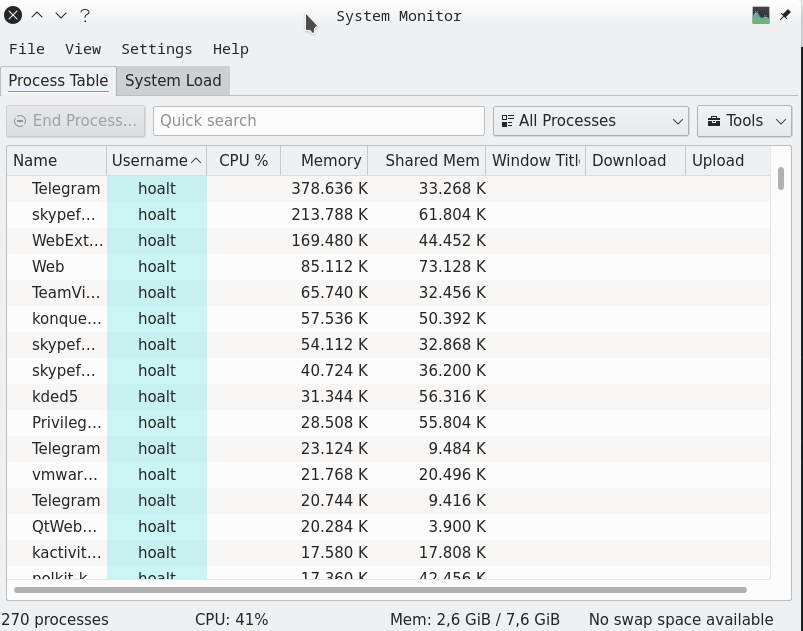 System Monitor
File View Settings Help
Process Table System Load
End Process... Quick search All Processes Tools
Name Username CPU % Memory Shared Mem Window Titl Download Upload
Telegram hoalt 378.636 K 33.268 K
skypef... hoalt 213.788 K 61.804 K
WebExt... hoalt 169.480 K 44.452 K
Web hoalt 85.112 K 73.128 K
TeamVi... hoalt 65.740 K 32.456 K
konque... hoalt 57.536 K 50.392 K
skypef... hoalt 54.112 K 32.868 K
skypef... hoalt 40.724 K 36.200 K
kded5 hoalt 31.344 K 56.316 K
Privileg... hoalt 28.508 K 55.804 K
Telegram hoalt 23.124 K 9.484 K
vmwar... hoalt 21.768 K 20.496 K
Telegram hoalt 20.744 K 9.416 K
QtWeb... hoalt 20.284 K 3.900 K
kactivit... hoalt 17.580 K 17.808 K
polkit-k... hoalt 17.360 K 42.456 K
270 processes CPU: 41% Mem: 2,6 GiB / 7,6 GiB No swap space available